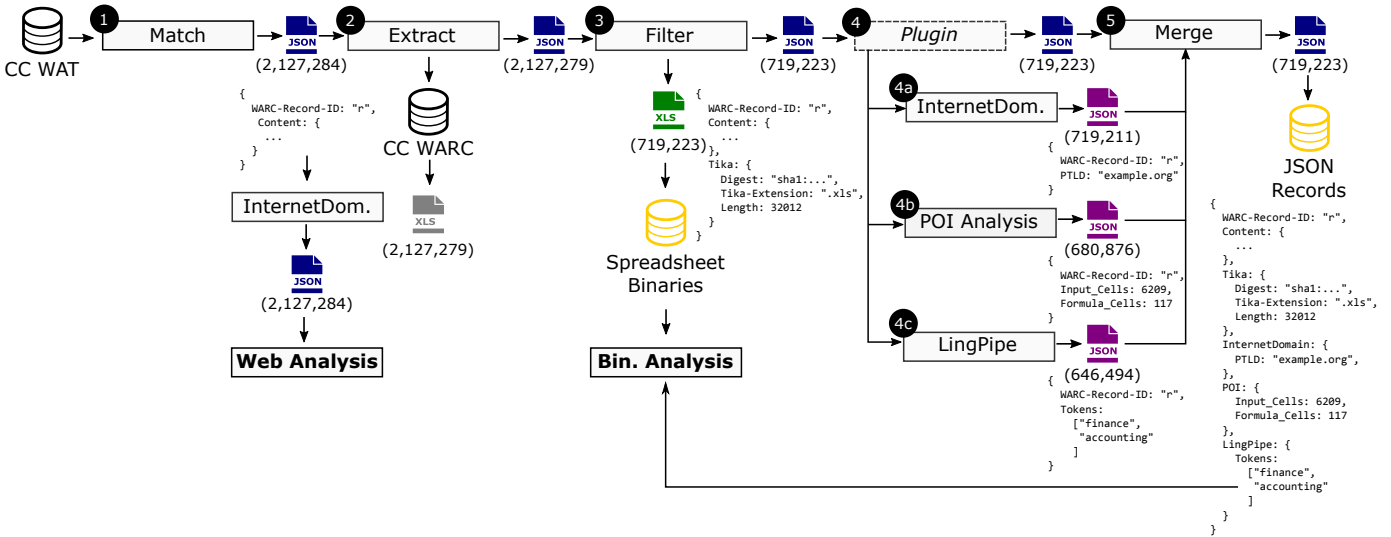 1
Match
CC WAT
JSON
(2,127,284)
{
WARC-Record-ID: "r",
Content: {
...
}
}
InternetDom.
JSON
(2,127,284)
Web Analysis
2
Extract
JSON
(2,127,279)
CC WARC
XLS
(2,127,279)
3
Filter
JSON
(719,223)
XLS
(719,223)
{
WARC-Record-ID: "r",
Content: {
...
},
Tika: {
Digest: "sha1:...",
Tika-Extension: ".xls",
Length: 32012
}
}
Spreadsheet
Binaries
Bin. Analysis
4
Plugin
JSON
(719,223)
4a
InternetDom.
JSON
(719,211)
{
WARC-Record-ID: "r",
PTLD: "example.org"
}
4b
POI Analysis
JSON
(680,876)
{
WARC-Record-ID: "r",
Input_Cells: 6209,
Formula_Cells: 117
}
4c
LingPipe
JSON
(646,494)
{
WARC-Record-ID: "r",
Tokens:
["finance",
"accounting"
]
}
5
Merge
JSON
(719,223)
JSON
Records
{
WARC-Record-ID: "r",
Content: {
...
},
Tika: {
Digest: "sha1:...",
Tika-Extension: ".xls",
Length: 32012
},
InternetDomain: {
PTLD: "example.org",
},
POI: {
Input_Cells: 6209,
Formula_Cells: 117
},
LingPipe: {
Tokens:
["finance",
"accounting"
]
}
}